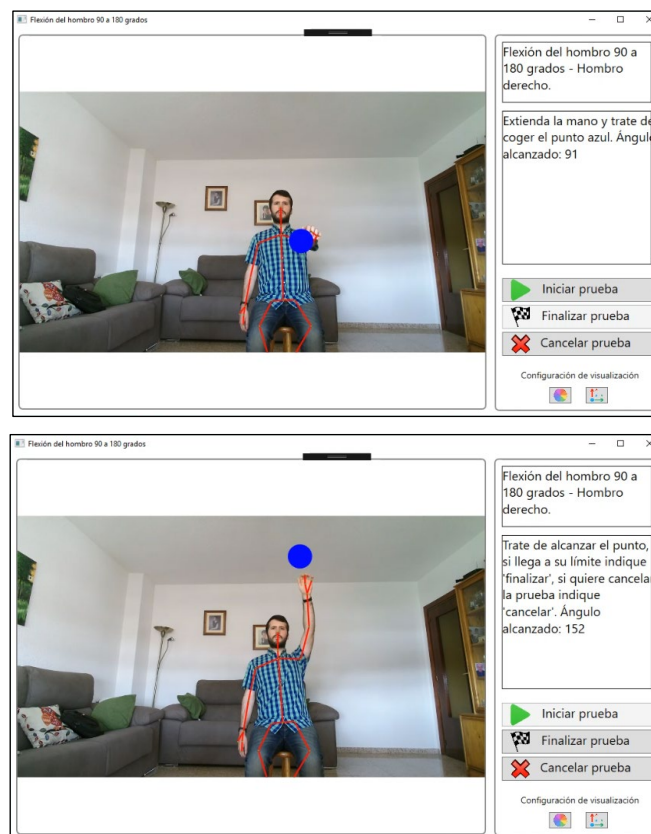 Flexión del hombro 90 a 180 grados
Flexión del hombro 90 a
180 grados - Hombro
derecho.
Extienda la mano y trate de
coger el punto azul. Ángulo
alcanzado: 91
Iniciar prueba
Finalizar prueba
Cancelar prueba
Configuración de visualización
Flexión del hombro 90 a 180 grados
Flexión del hombro 90 a
180 grados - Hombro
derecho.
Trate de alcanzar el punto,
si llega a su límite indique
'finalizar', si quiere cancelar
la prueba indique
'cancelar'. Ángulo
alcanzado: 152
Iniciar prueba
Finalizar prueba
Cancelar prueba
Configuración de visualización